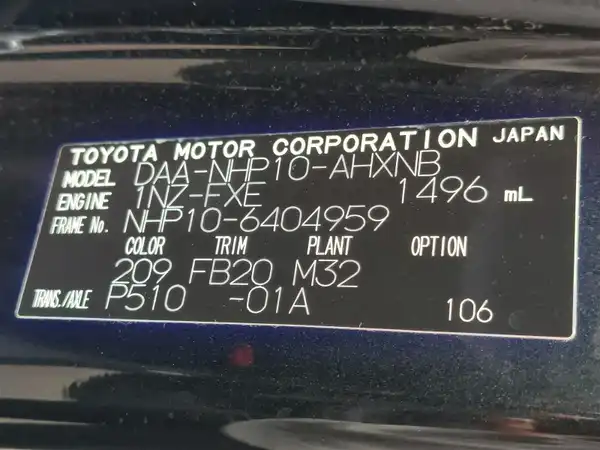 TOYOTA MOTOR CORPORATION JAPAN
MODEL DAA-NHP10-AHXNB
ENGINE 1NZ-FXE 1496 mL
FRAME No. NHP10-6404959
COLOR TRIM PLANT OPTION
209 FB20 M32
TRANS./AXLE P510 -01A 106